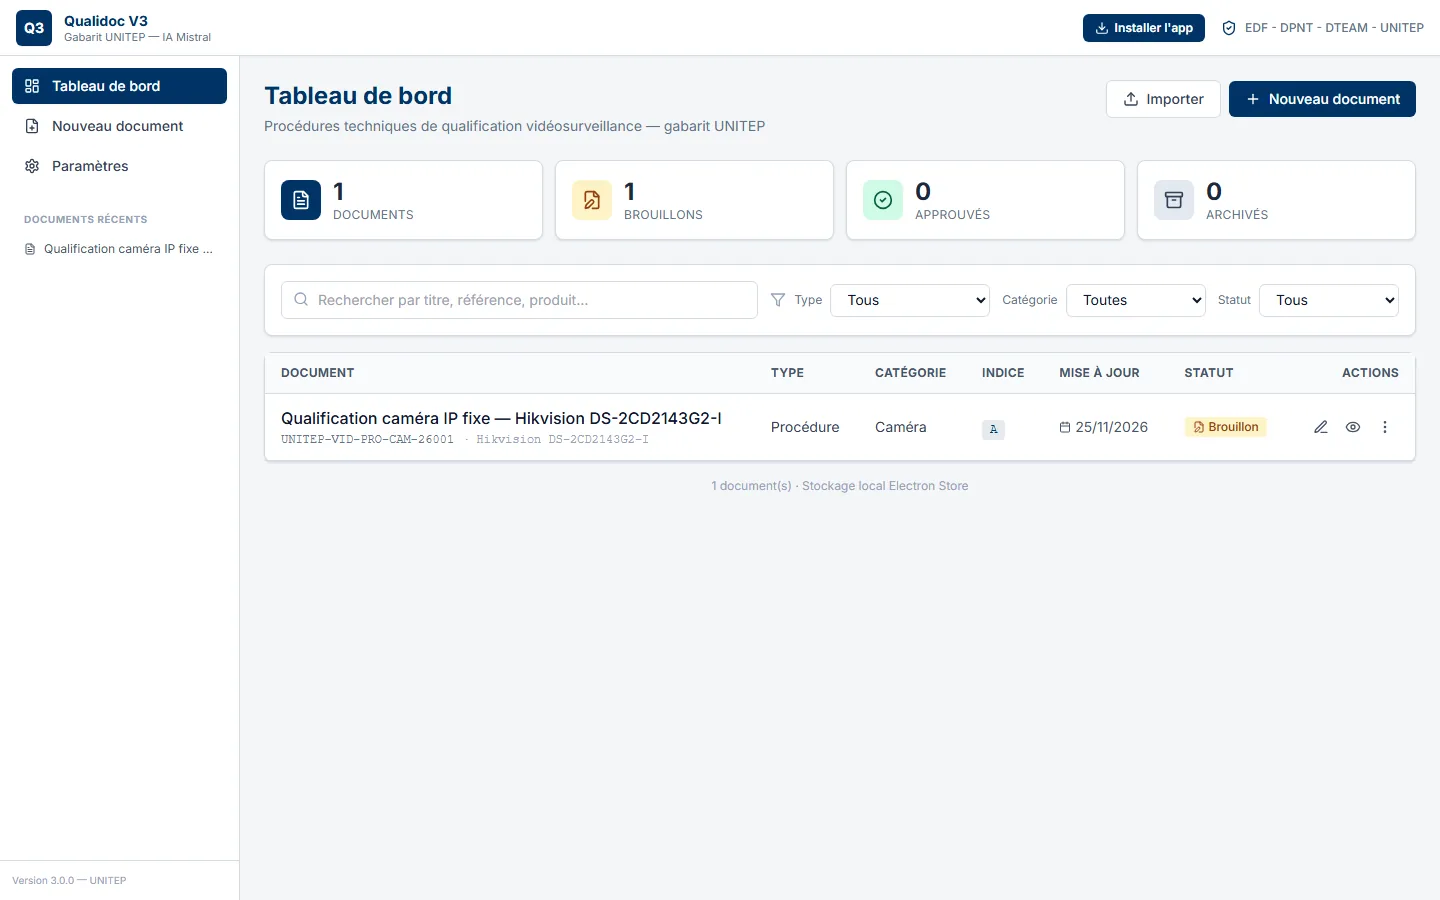 Q3
Qualidoc V3
Gabarit UNITEP — IA Mistral
Installer l'app
EDF - DPNT - DTEAM - UNITEP
Tableau de bord
Nouveau document
Paramètres
DOCUMENTS RÉCENTS
Qualification caméra IP fixe ...
Version 3.0.0 — UNITEP
Tableau de bord
Procédures techniques de qualification vidéosurveillance — gabarit UNITEP
Importer
Nouveau document
1
DOCUMENTS
1
BROUILLONS
0
APPROUVÉS
0
ARCHIVÉS
Rechercher par titre, référence, produit...
Type
Tous
Catégorie
Toutes
Statut
Tous
DOCUMENT TYPE CATÉGORIE INDICE MISE À JOUR STATUT ACTIONS
Qualification caméra IP fixe — Hikvision DS-2CD2143G2-I
UNITEP-VID-PRO-CAM-26001 · Hikvision DS-2CD2143G2-I
Procédure
Caméra
A
25/11/2026
Brouillon
1 document(s) · Stockage local Electron Store